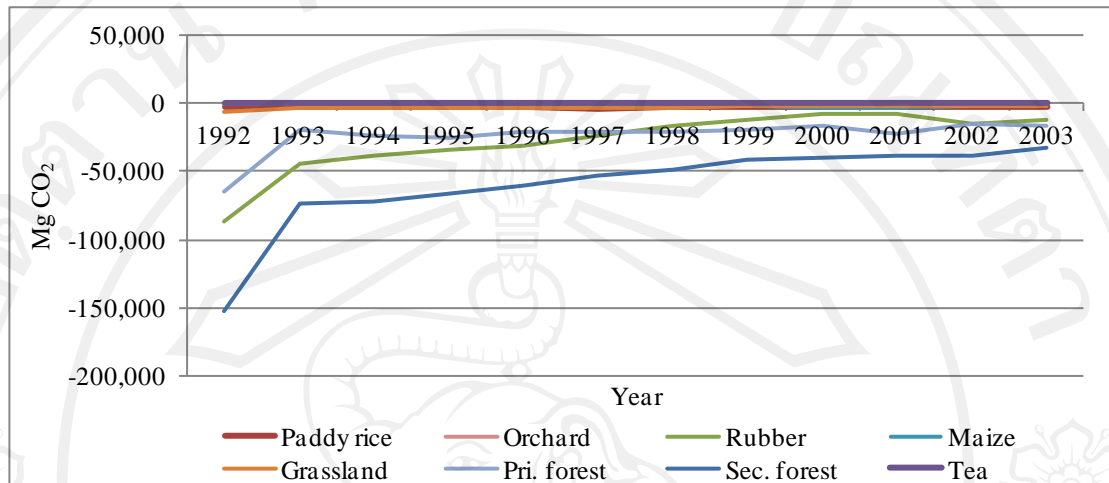 50,000
0
1992 1993 1994 1995 1996 1997 1998 1999 2000 2001 2002 2003
-50,000
-100,000
-150,000
-200,000
Mg CO₂
Year
Paddy rice Orchard Rubber Maize
Grassland Pri. forest Sec. forest Tea